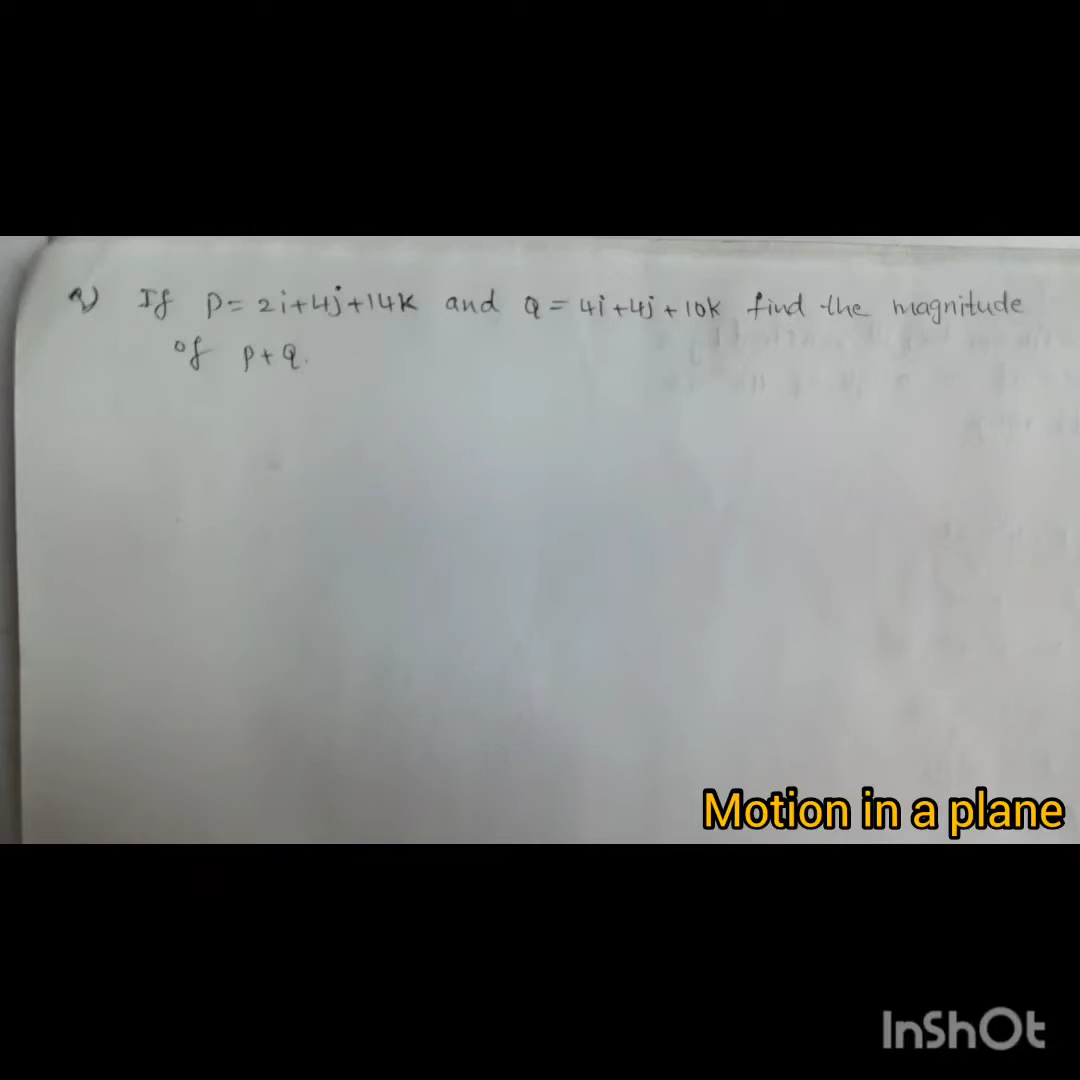 Q) If P = 2i+4j+14k and Q = 4i+4j+10k find the magnitude
of P+Q.
Motion in a plane
InShOt